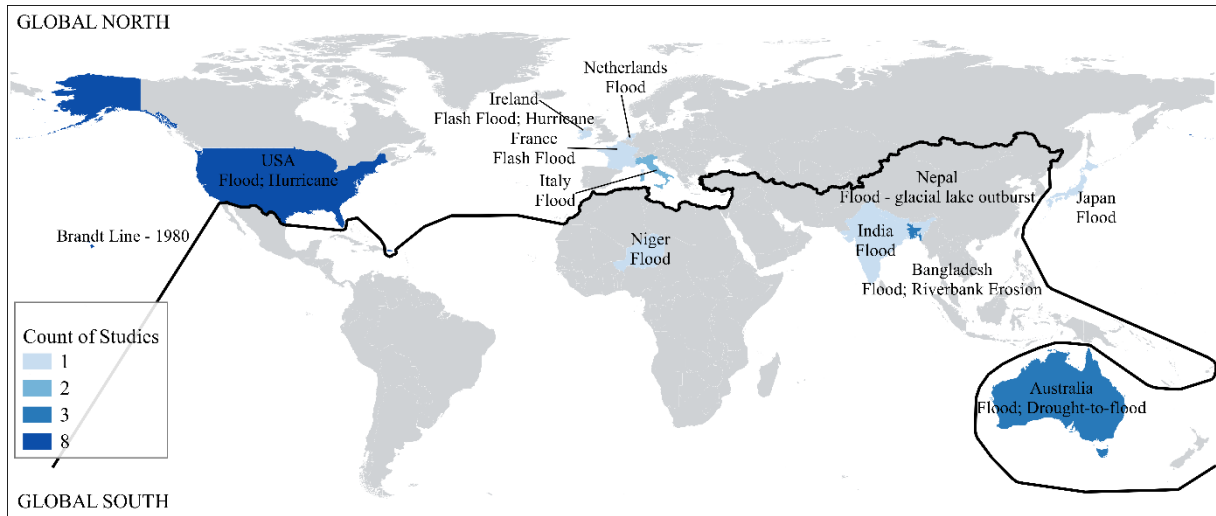 GLOBAL NORTH
Netherlands
Flood
Ireland
Flash Flood; Hurricane
France
Flash Flood
Italy
Flood
USA
Flood; Hurricane
Brandt Line - 1980
Niger
Flood
Nepal
Flood - glacial lake outburst
India
Flood
Bangladesh
Flood; Riverbank Erosion
Japan
Flood
Australia
Flood; Drought-to-flood
Count of Studies
1
2
3
8
GLOBAL SOUTH